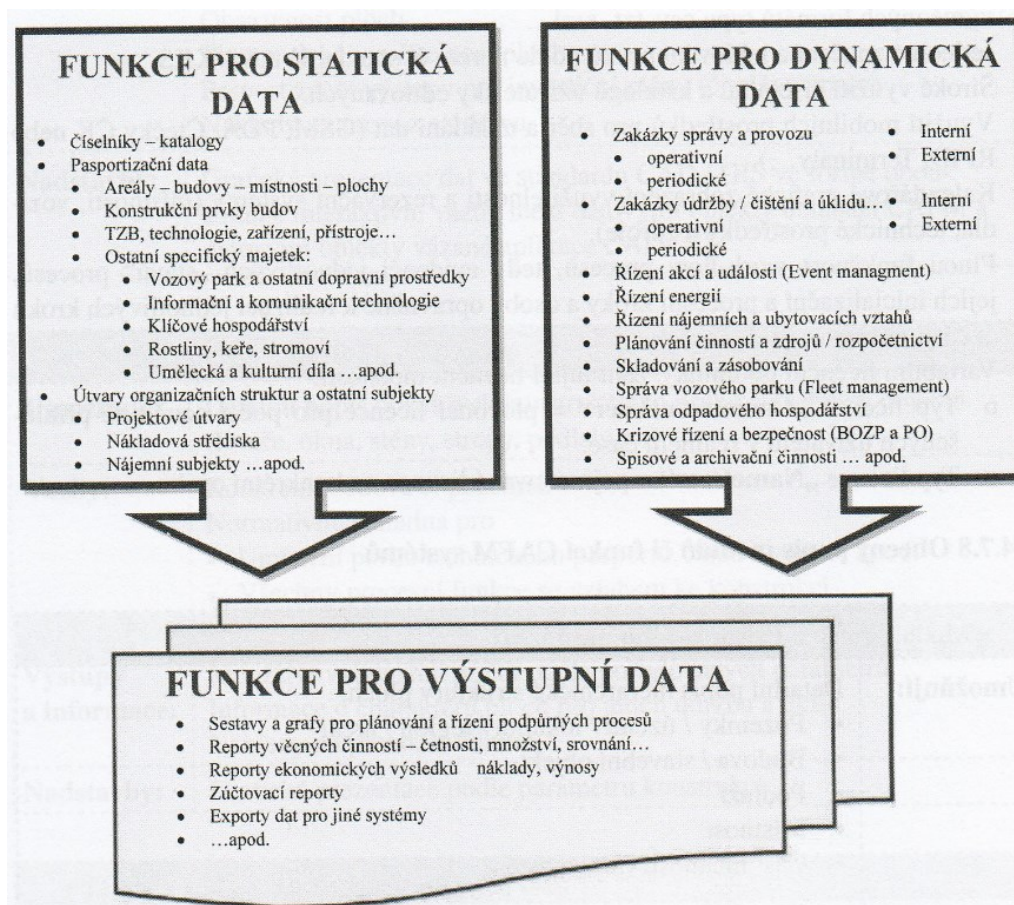 FUNKCE PRO STATICKÁ
DATA
• Číselníky – katalogy
• Pasportizační data
• Areály – budovy – místnosti – plochy
• Konstrukční prvky budov
• TZB, technologie, zařízení, přístroje…
• Ostatní specifický majetek:
• Vozový park a ostatní dopravní prostředky
• Informační a komunikační technologie
• Klíčové hospodářství
• Rostliny, keře, stromoví
• Umělecká a kulturní díla …apod.
• Útvary organizačních struktur a ostatní subjekty
• Projektové útvary
• Nákladová střediska
• Nájemní subjekty …apod.
FUNKCE PRO DYNAMICKÁ
DATA
• Zakázky správy a provozu • Interní
• operativní • Externí
• periodické
• Zakázky údržby / čištění a úklidu… • Interní
• operativní • Externí
• periodické
• Řízení akcí a událostí (Event managment)
• Řízení energií
• Řízení nájemních a ubytovacích vztahů
• Plánování činností a zdrojů / rozpočetnictví
• Skladování a zásobování
• Správa vozového parku (Fleet management)
• Správa odpadového hospodářství
• Krizové řízení a bezpečnost (BOZP a PO)
• Spisové a archivační činnosti … apod.
FUNKCE PRO VÝSTUPNÍ DATA
• Sestavy a grafy pro plánování a řízení podpůrných procesů
• Reporty věcných činností – četnosti, množství, srovnání…
• Reporty ekonomických výsledků náklady, výnosy
• Zúčtovací reporty
• Exporty dat pro jiné systémy
• …apod.